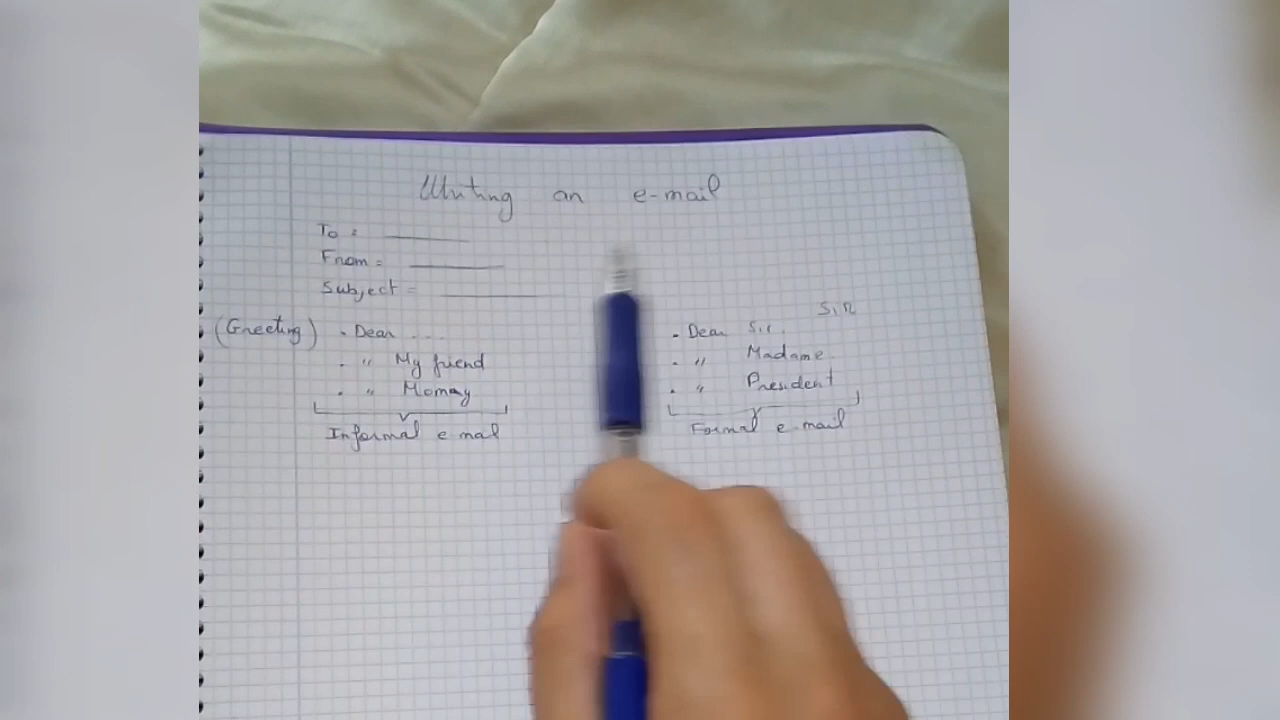 Writing an e-mail
To :
From :
Subject :
(Greeting) . Dear ...
. " My friend
. " Momay
Informal e mail
SiR
. Dear Sir.
. " Madame.
. " President
Formal e-mail